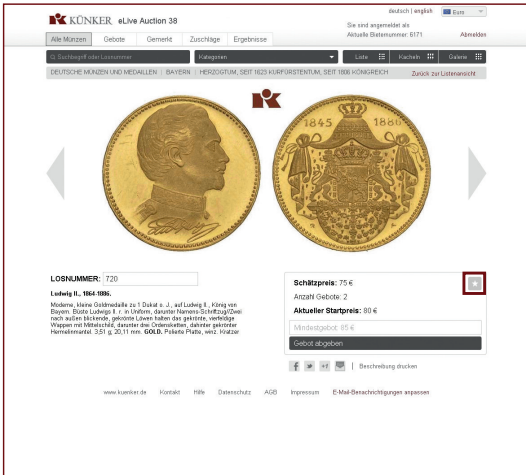 deutsch | english
Euro
KÜNKER eLive Auction 38
Sie sind angemeldet als
Aktuelle Bieternummer: 6171
Abmelden
Alle Münzen
Gebote
Gemerkt
Zuschläge
Ergebnisse
Suchbegriff oder Losnummer
Kategorien
Liste
Kacheln
Galerie
DEUTSCHE MÜNZEN UND MEDAILLEN | BAYERN | HERZOGTUM, SEIT 1623 KURFÜRSTENTUM, SEIT 1806 KÖNIGREICH
Zurück zur Listenansicht
1845 1886
LOSNUMMER: 720
Ludwig II., 1864-1886.
Moderne, kleine Goldmedaille zu 1 Dukat o. J., auf Ludwig II., König von
Bayern. Büste Ludwigs II. r. in Uniform, darunter Namens-Schriftzug//Zwei
nach außen blickende, gekrönte Löwen halten das gekrönte, vierfeldige
Wappen mit Mittelschild, darunter drei Ordensketten, dahinter gekrönter
Hermelinmantel. 3,51 g, 20,11 mm. GOLD. Polierte Platte, winz. Kratzer
Schätzpreis: 75 €
Anzahl Gebote: 2
Aktueller Startpreis: 80 €
Mindestgebot: 85 €
Gebot abgeben
Beschreibung drucken
www.kuenker.de
Kontakt
Hilfe
Datenschutz
AGB
Impressum
E-Mail-Benachrichtigungen anpassen